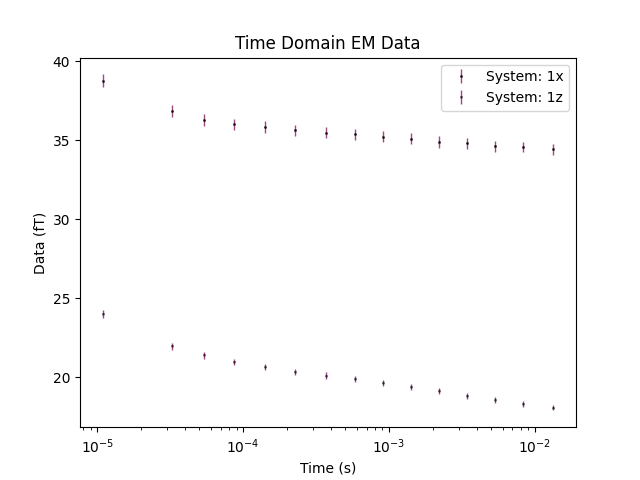 Time Domain EM Data
System: 1x
System: 1z
40
35
30
25
20
Data (fT)
10⁻⁵ 10⁻⁴ 10⁻³ 10⁻²
Time (s)